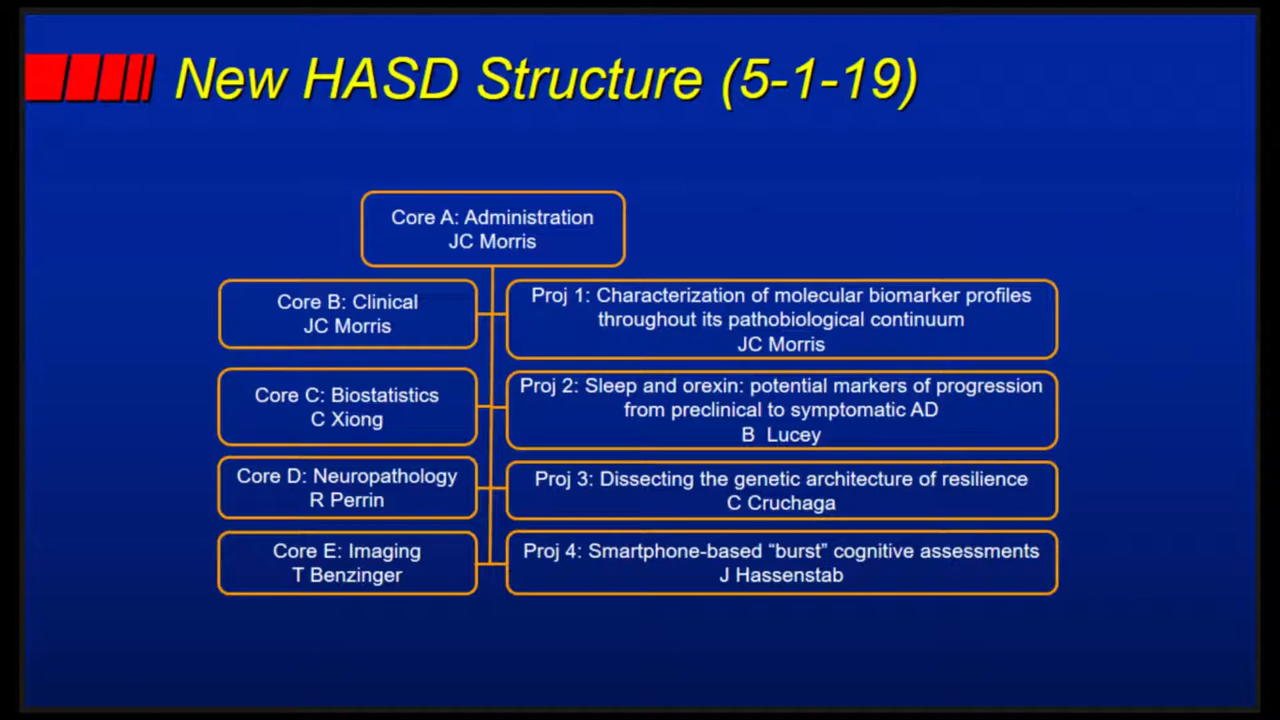 New HASD Structure (5-1-19)
Core A: Administration
JC Morris
Core B: Clinical
JC Morris
Proj 1: Characterization of molecular biomarker profiles
throughout its pathobiological continuum
JC Morris
Core C: Biostatistics
C Xiong
Proj 2: Sleep and orexin: potential markers of progression
from preclinical to symptomatic AD
B Lucey
Core D: Neuropathology
R Perrin
Proj 3: Dissecting the genetic architecture of resilience
C Cruchaga
Core E: Imaging
T Benzinger
Proj 4: Smartphone-based “burst” cognitive assessments
J Hassenstab